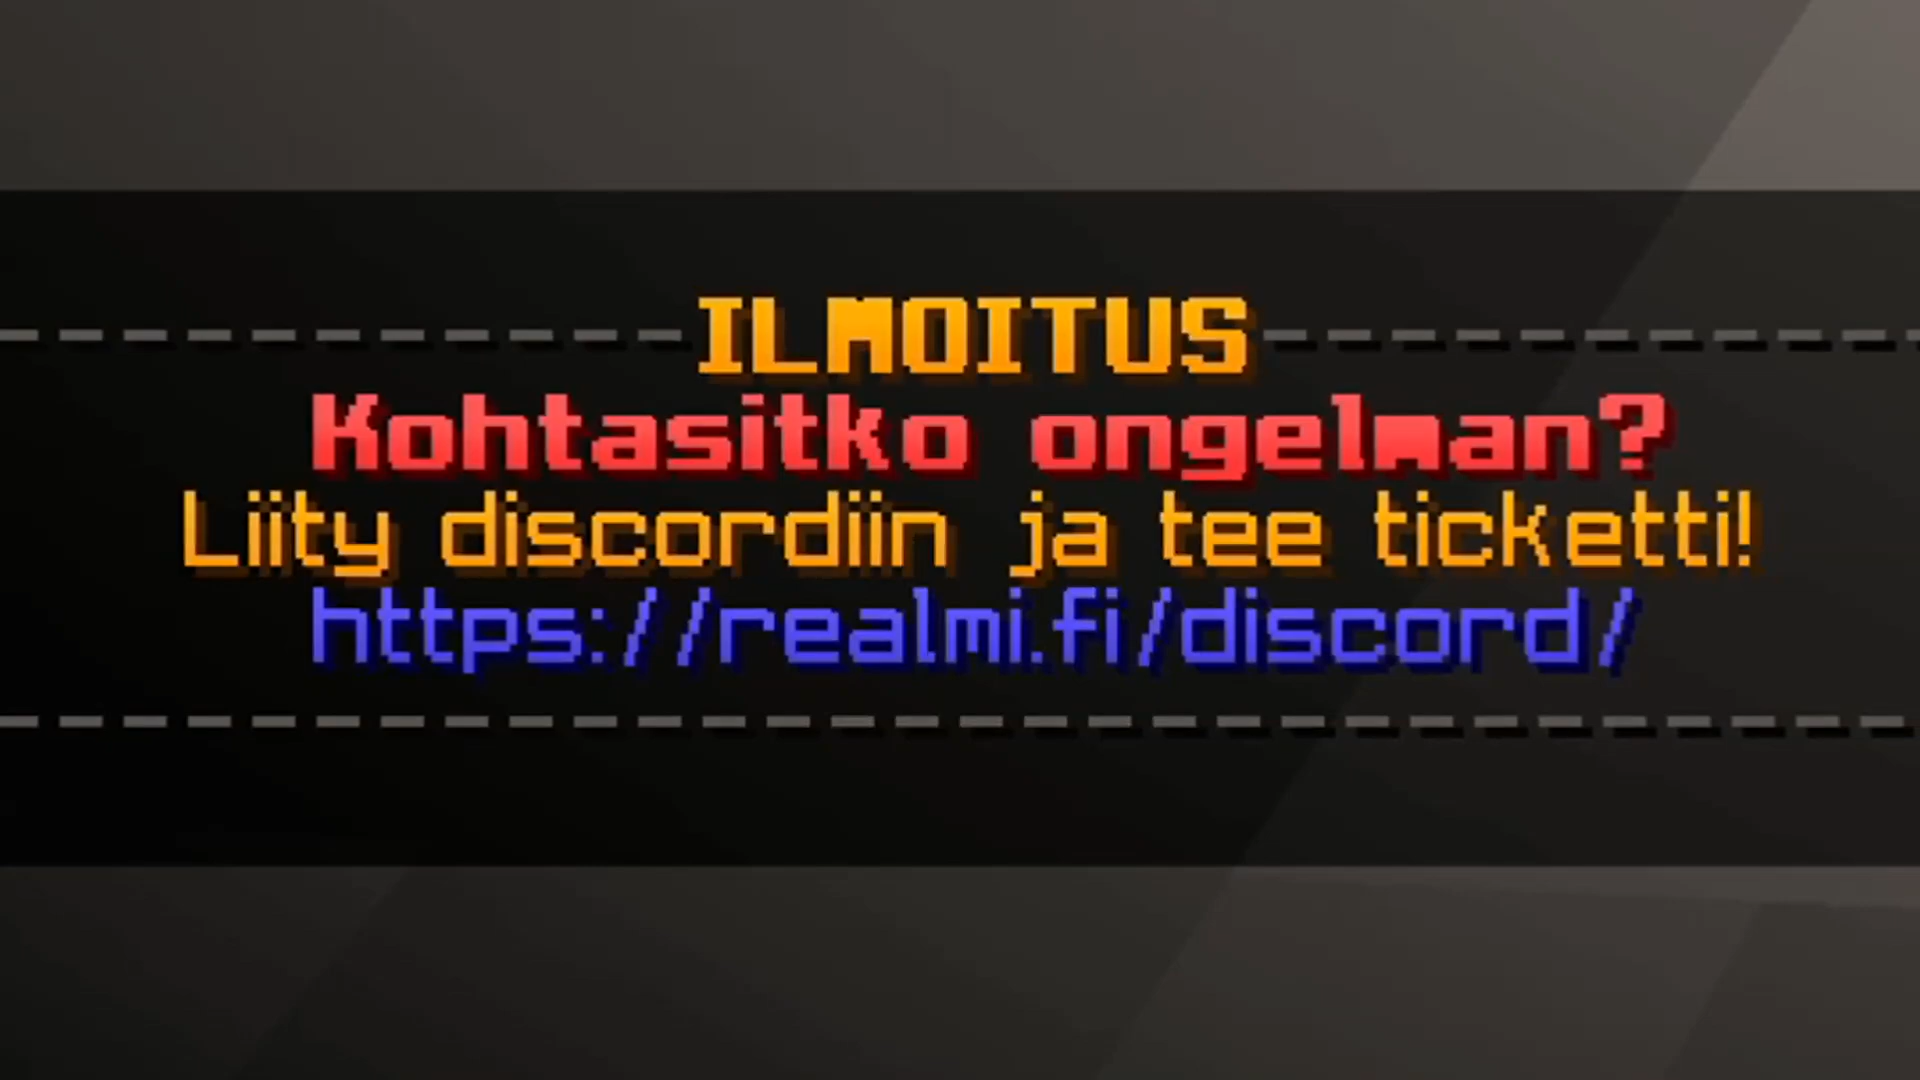 ILMOITUS
Kohtasitko ongelman?
Liity discordiin ja tee ticketti!
https://realmi.fi/discord/